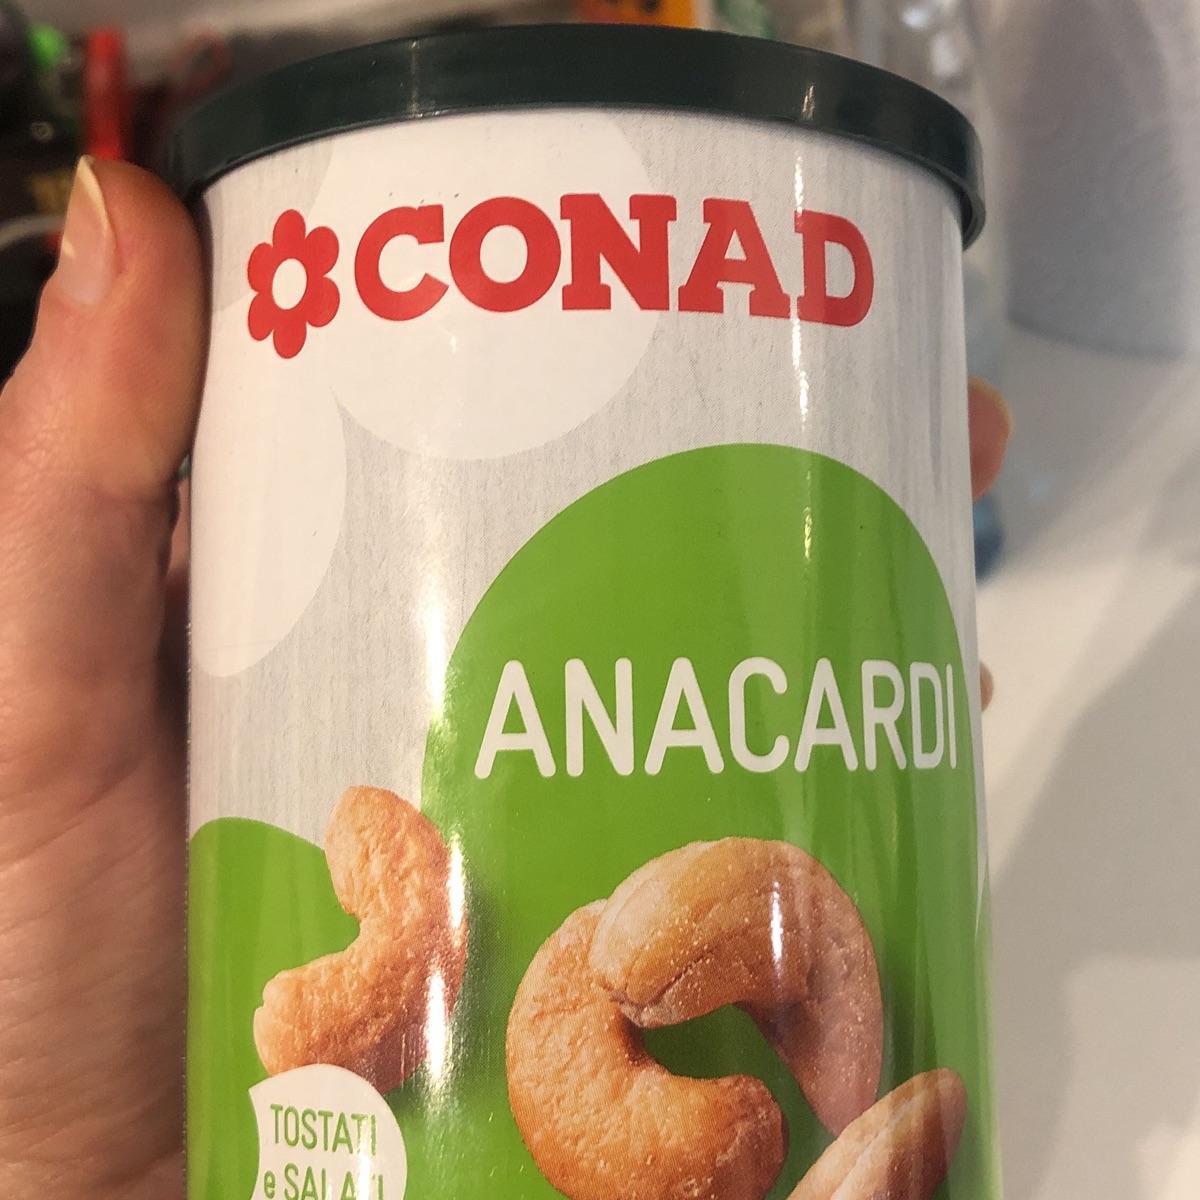 CONAD
ANACARDI
TOSTATI
e SALATI